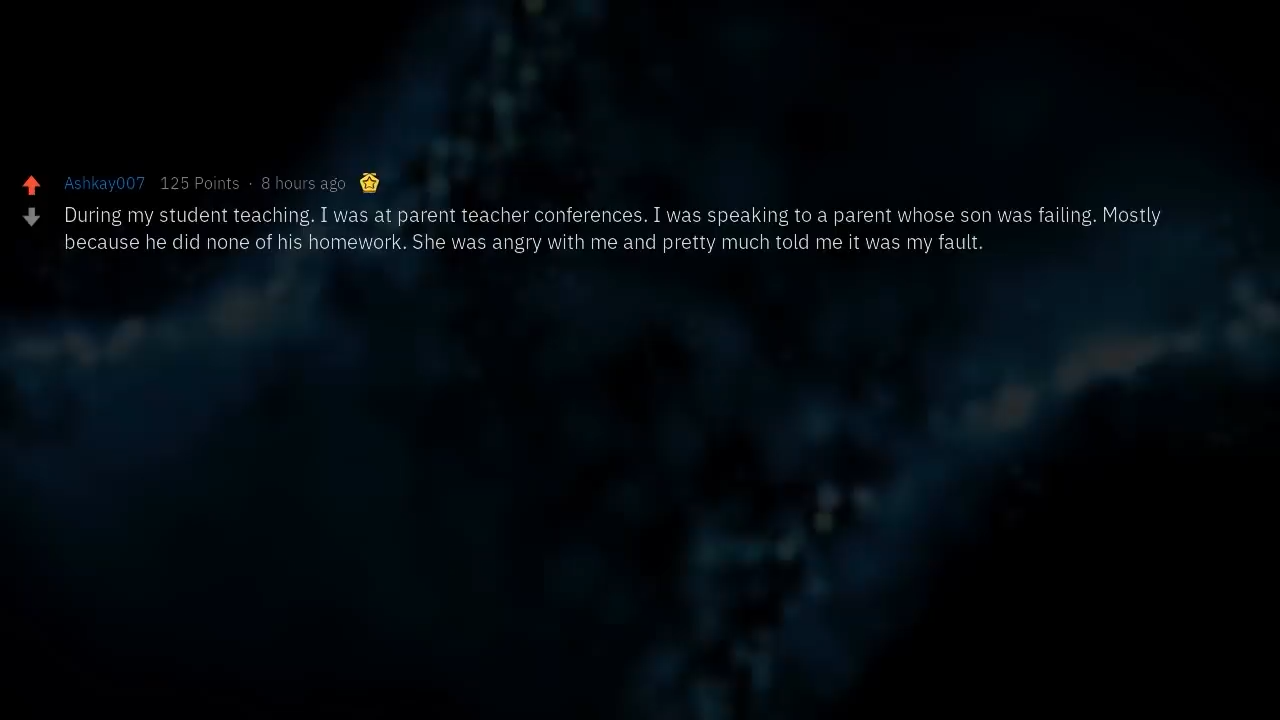 Ashkay007 125 Points · 8 hours ago
During my student teaching. I was at parent teacher conferences. I was speaking to a parent whose son was failing. Mostly
because he did none of his homework. She was angry with me and pretty much told me it was my fault.